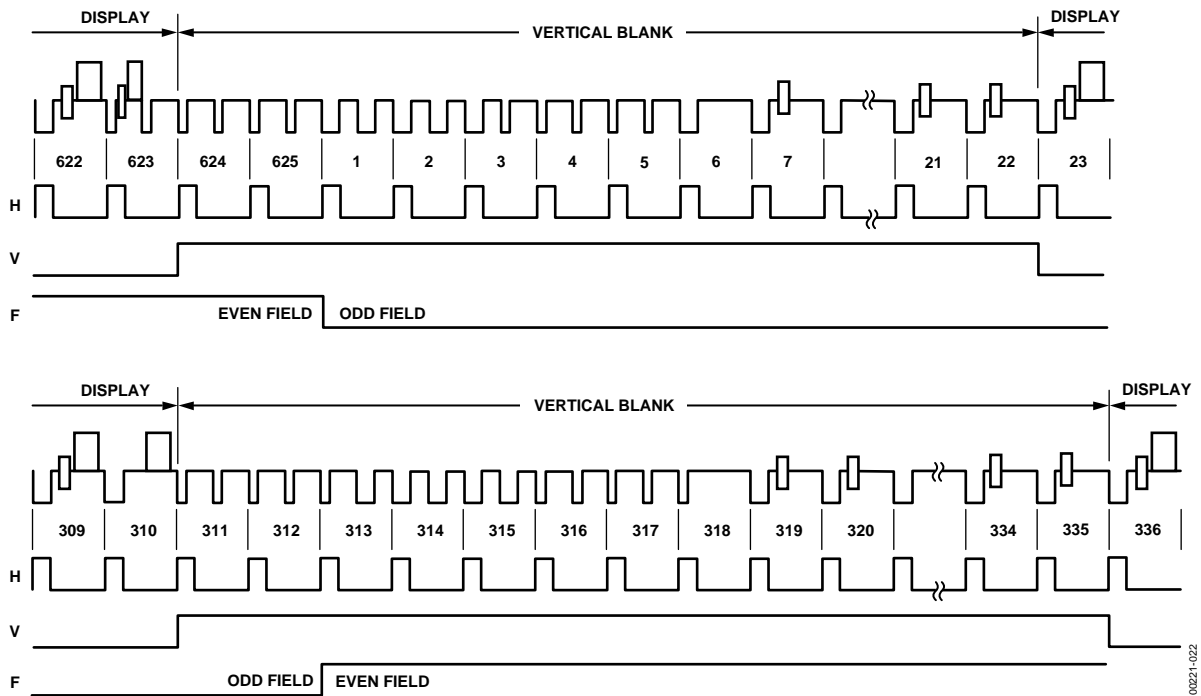 DISPLAY VERTICAL BLANK DISPLAY
622 623 624 625 1 2 3 4 5 6 7 21 22 23
H
V
F EVEN FIELD ODD FIELD
DISPLAY VERTICAL BLANK DISPLAY
309 310 311 312 313 314 315 316 317 318 319 320 334 335 336
H
V
F ODD FIELD EVEN FIELD
00221-022